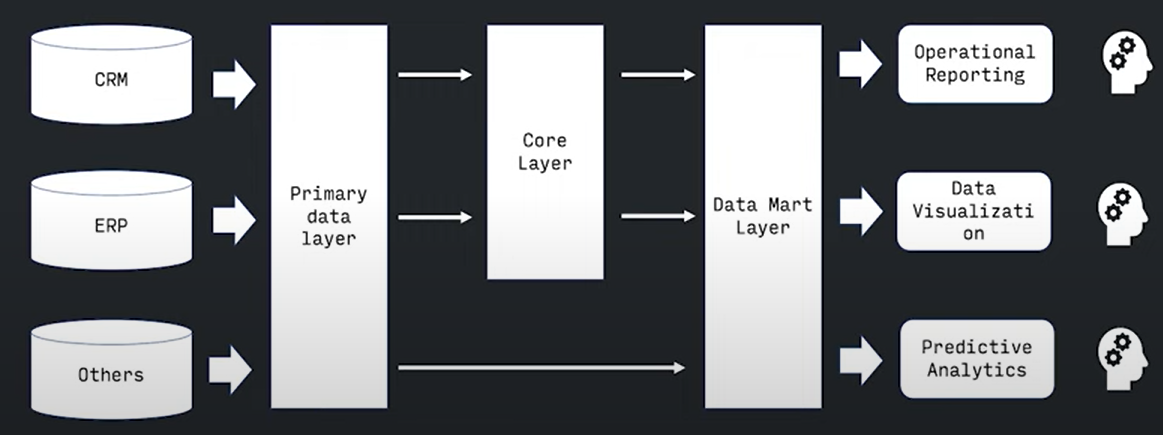 CRM
ERP
Others
Primary
data
layer
Core
Layer
Data Mart
Layer
Operational
Reporting
Data
Visualizati
on
Predictive
Analytics